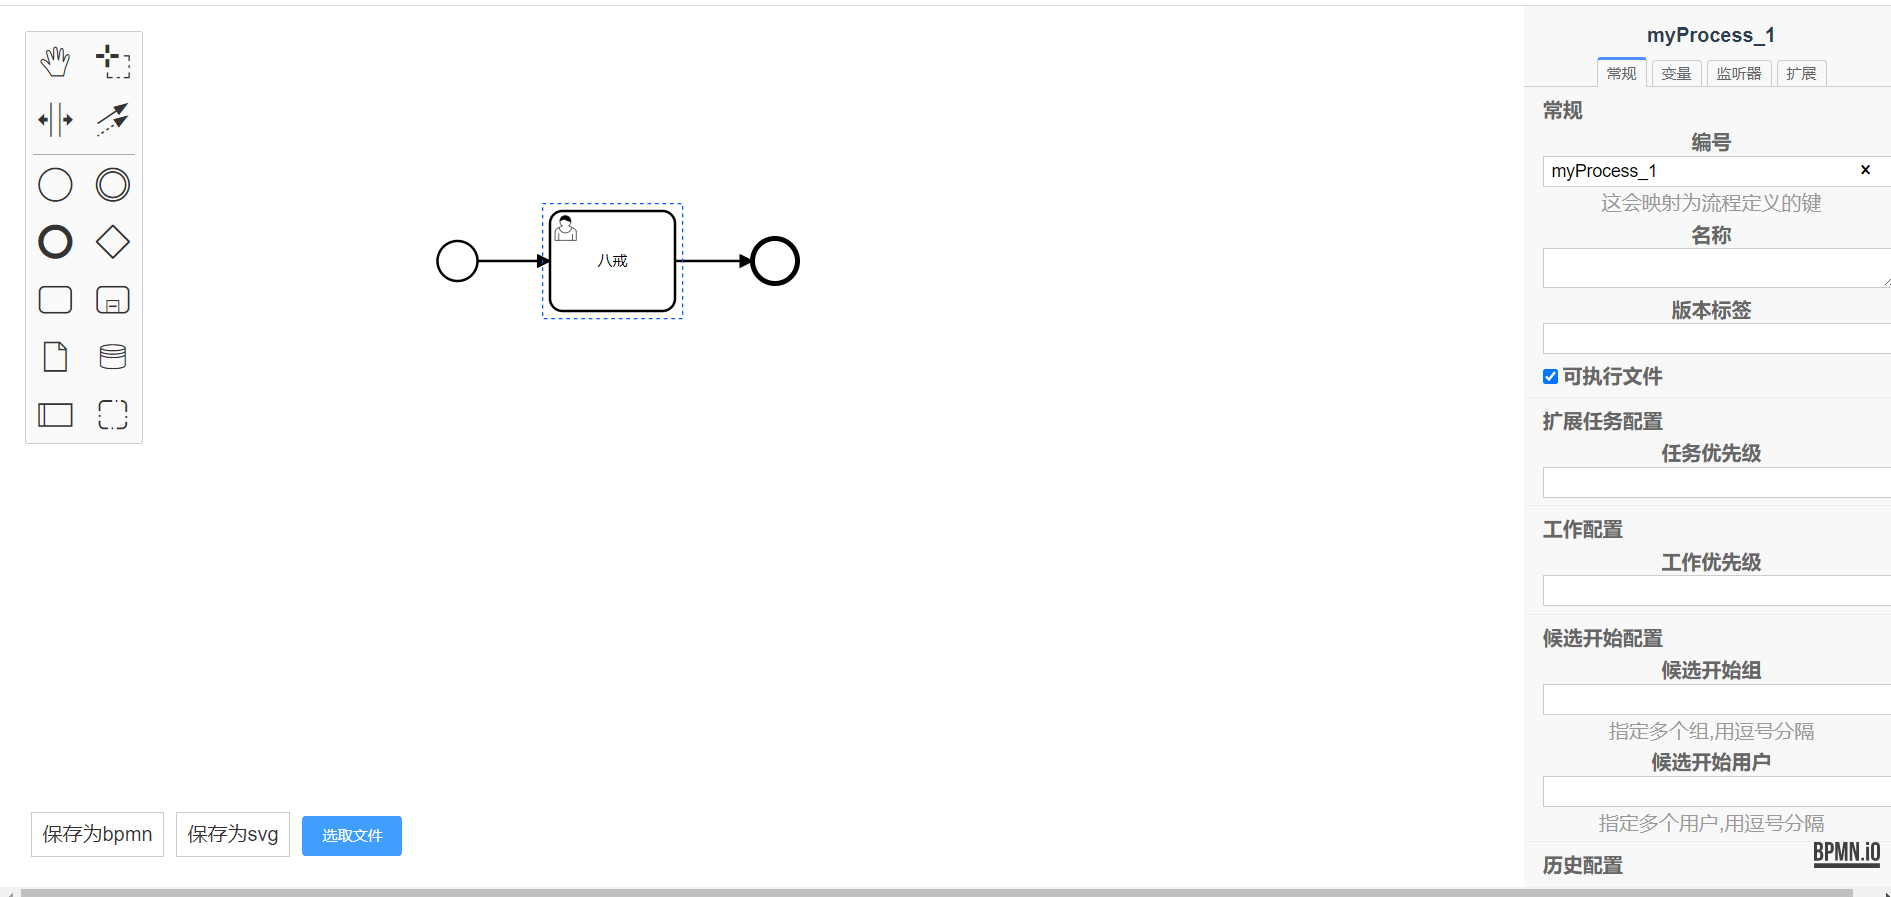 myProcess_1
常规 变量 监听器 扩展
常规
编号
myProcess_1 ×
这会映射为流程定义的键
名称
版本标签
可执行文件
扩展任务配置
任务优先级
工作配置
工作优先级
候选开始配置
候选开始组
指定多个组,用逗号分隔
候选开始用户
指定多个用户,用逗号分隔
历史配置
BPMN.iO
八戒
保存为bpmn 保存为svg 选取文件